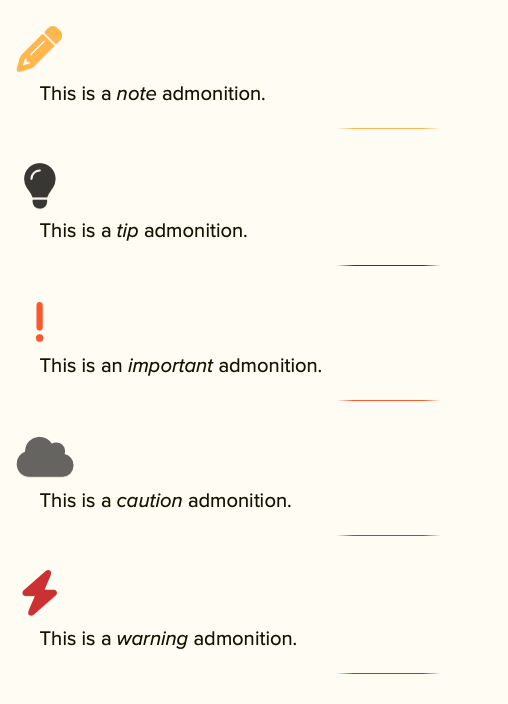 This is a note admonition.
This is a tip admonition.
This is an important admonition.
This is a caution admonition.
This is a warning admonition.